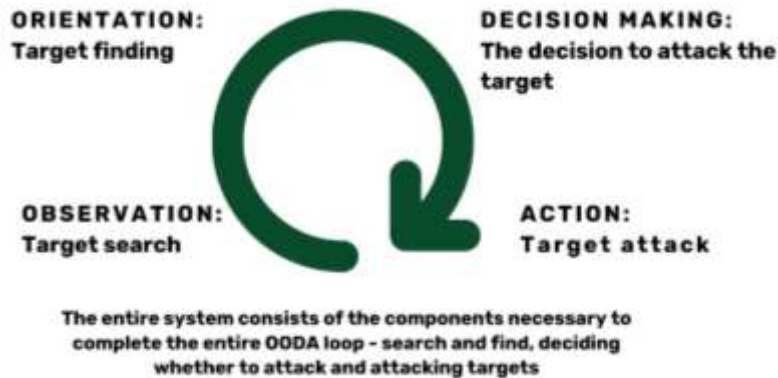 ORIENTATION:
Target finding
DECISION MAKING:
The decision to attack the
target
OBSERVATION:
Target search
ACTION:
Target attack
The entire system consists of the components necessary to
complete the entire OODA loop - search and find, deciding
whether to attack and attacking targets